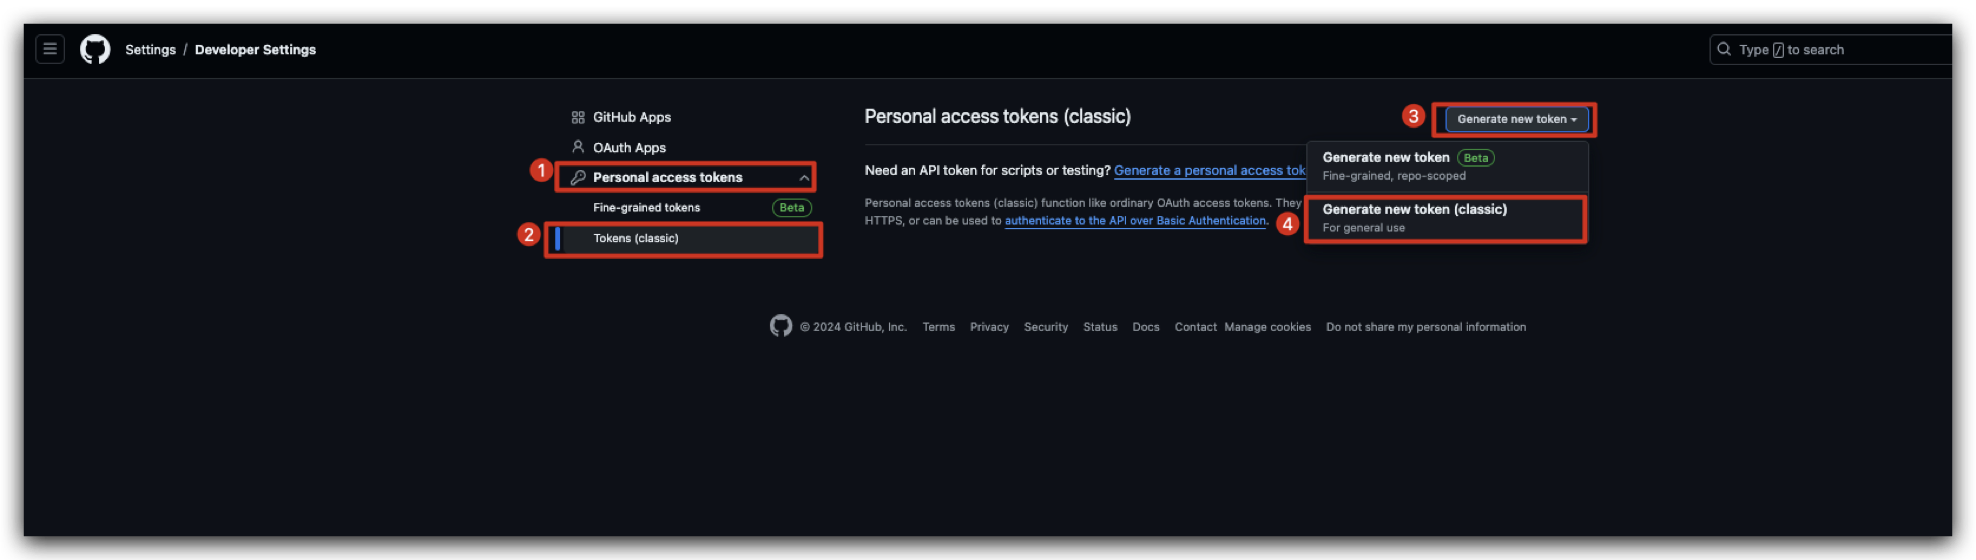 Settings / Developer Settings
Type / to search
GitHub Apps
OAuth Apps
1 Personal access tokens
Fine-grained tokens Beta
2 Tokens (classic)
Personal access tokens (classic)
3 Generate new token
Need an API token for scripts or testing? Generate a personal access tok
Personal access tokens (classic) function like ordinary OAuth access tokens. They
HTTPS, or can be used to authenticate to the API over Basic Authentication.
Generate new token Beta
Fine-grained, repo-scoped
4 Generate new token (classic)
For general use
© 2024 GitHub, Inc. Terms Privacy Security Status Docs Contact Manage cookies Do not share my personal information